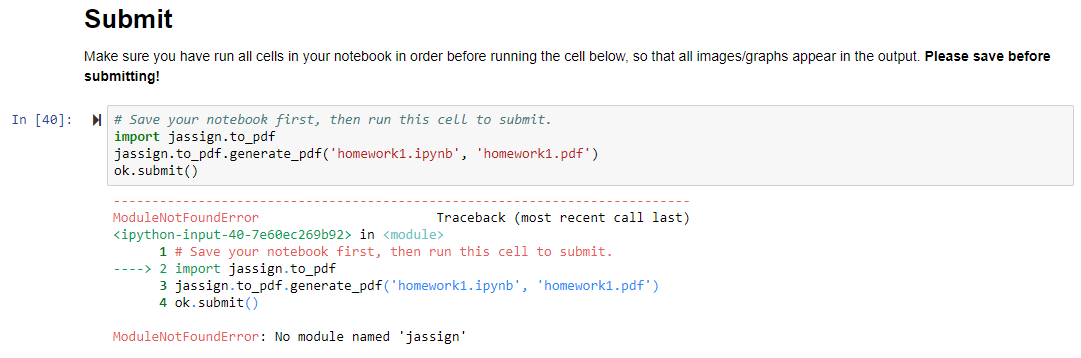 Submit
Make sure you have run all cells in your notebook in order before running the cell below, so that all images/graphs appear in the output. Please save before
submitting!
In [40]:
# Save your notebook first, then run this cell to submit.
import jassign.to_pdf
jassign.to_pdf.generate_pdf('homework1.ipynb', 'homework1.pdf')
ok.submit()
---------------------------------------------------------------------------
ModuleNotFoundError                       Traceback (most recent call last)
<ipython-input-40-7e60ec269b92> in <module>
      1 # Save your notebook first, then run this cell to submit.
----> 2 import jassign.to_pdf
      3 jassign.to_pdf.generate_pdf('homework1.ipynb', 'homework1.pdf')
      4 ok.submit()
ModuleNotFoundError: No module named 'jassign'